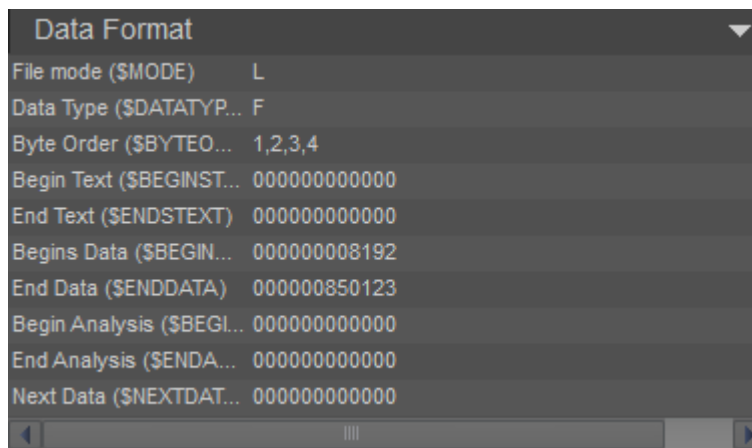 Data Format
File mode ($MODE) L
Data Type ($DATATYP... F
Byte Order ($BYTEO... 1,2,3,4
Begin Text ($BEGINST... 000000000000
End Text ($ENDSTEXT) 000000000000
Begins Data ($BEGIN... 000000008192
End Data ($ENDDATA) 000000850123
Begin Analysis ($BEGI... 000000000000
End Analysis ($ENDA... 000000000000
Next Data ($NEXTDAT... 000000000000